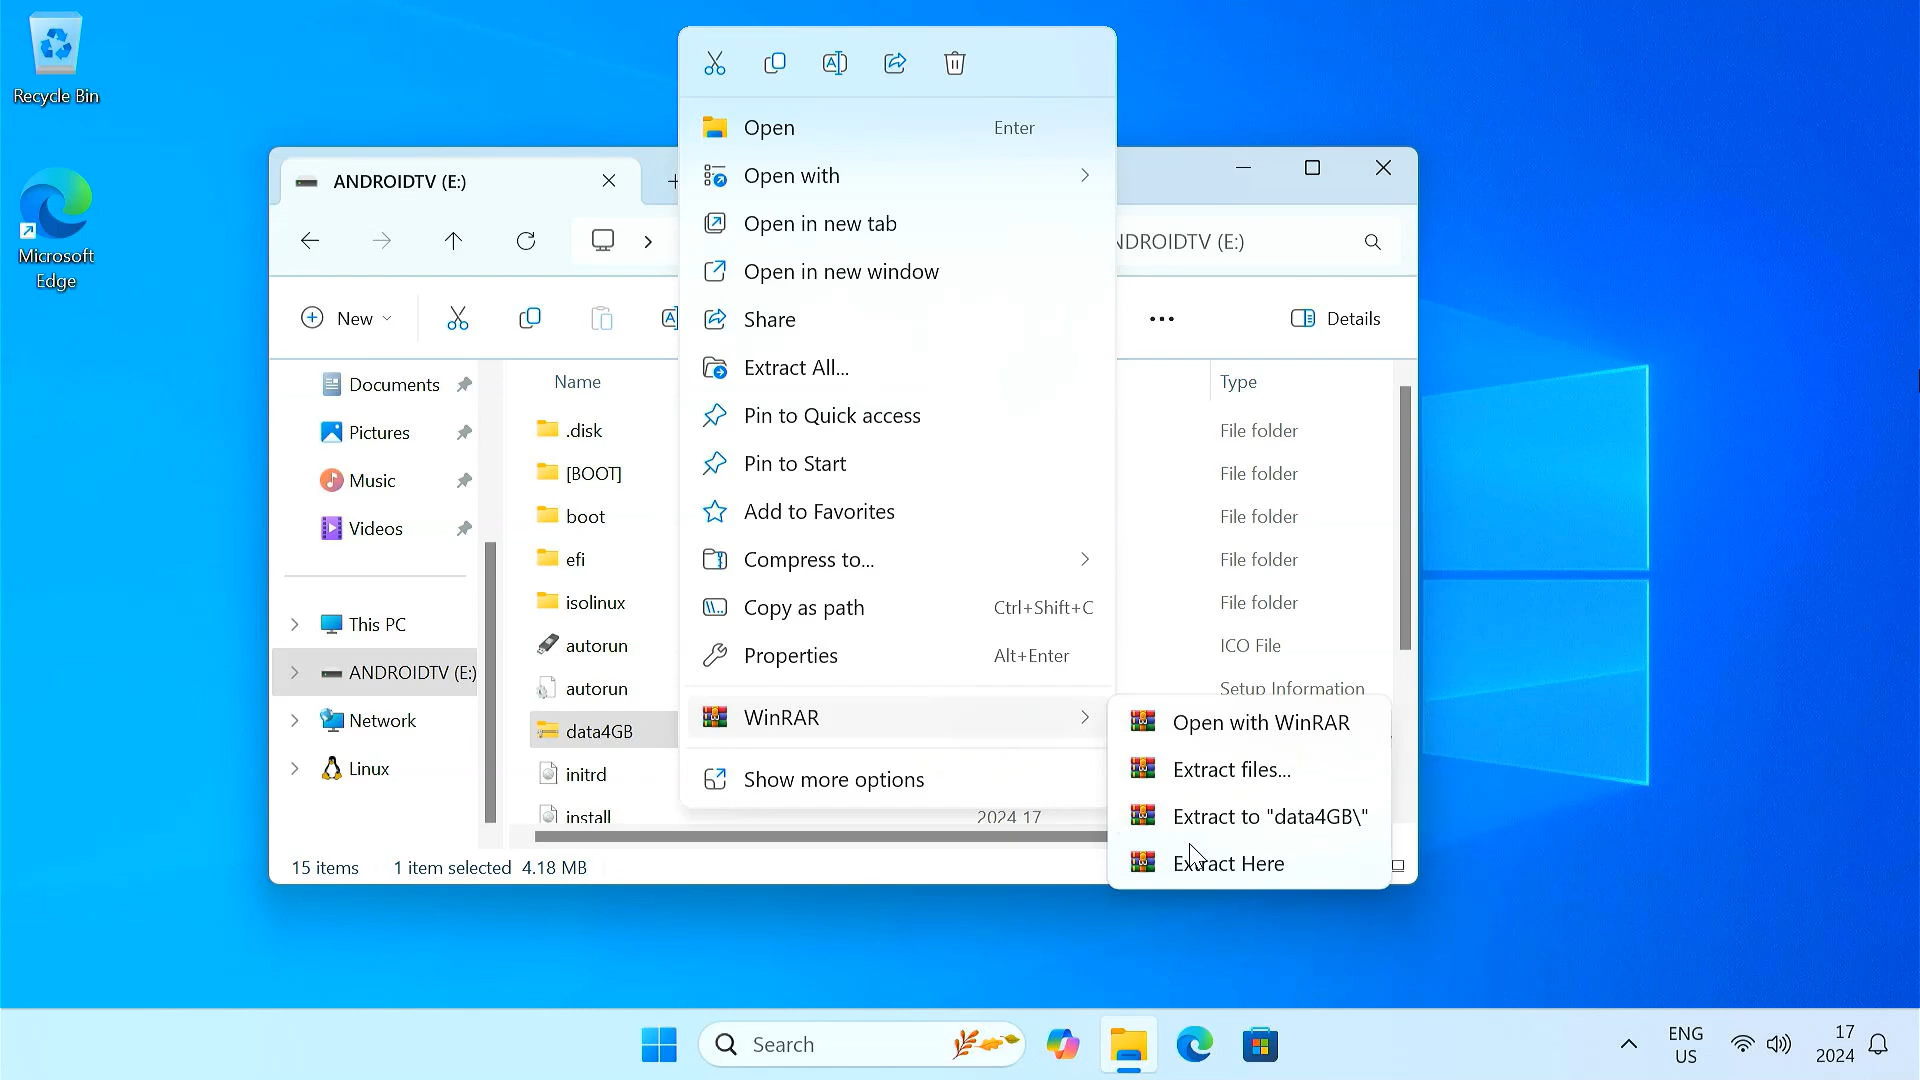 Recycle Bin
Microsoft
Edge
ANDROIDTV (E:)
NDROIDTV (E:)
New
Details
Documents
Pictures
Music
Videos
This PC
ANDROIDTV (E:)
Network
Linux
Name
Type
.disk
File folder
[BOOT]
File folder
boot
File folder
efi
File folder
isolinux
File folder
autorun
ICO File
autorun
Setup Information
data4GB
initrd
install
2024 17
15 items
1 item selected 4.18 MB
Open Enter
Open with
Open in new tab
Open in new window
Share
Extract All...
Pin to Quick access
Pin to Start
Add to Favorites
Compress to...
Copy as path Ctrl+Shift+C
Properties Alt+Enter
WinRAR
Show more options
Open with WinRAR
Extract files...
Extract to "data4GB\"
Extract Here
Search
ENG
US
17
2024